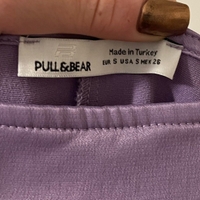 PULL&BEAR
Made in Turkey
EUR S USA S MEX 26